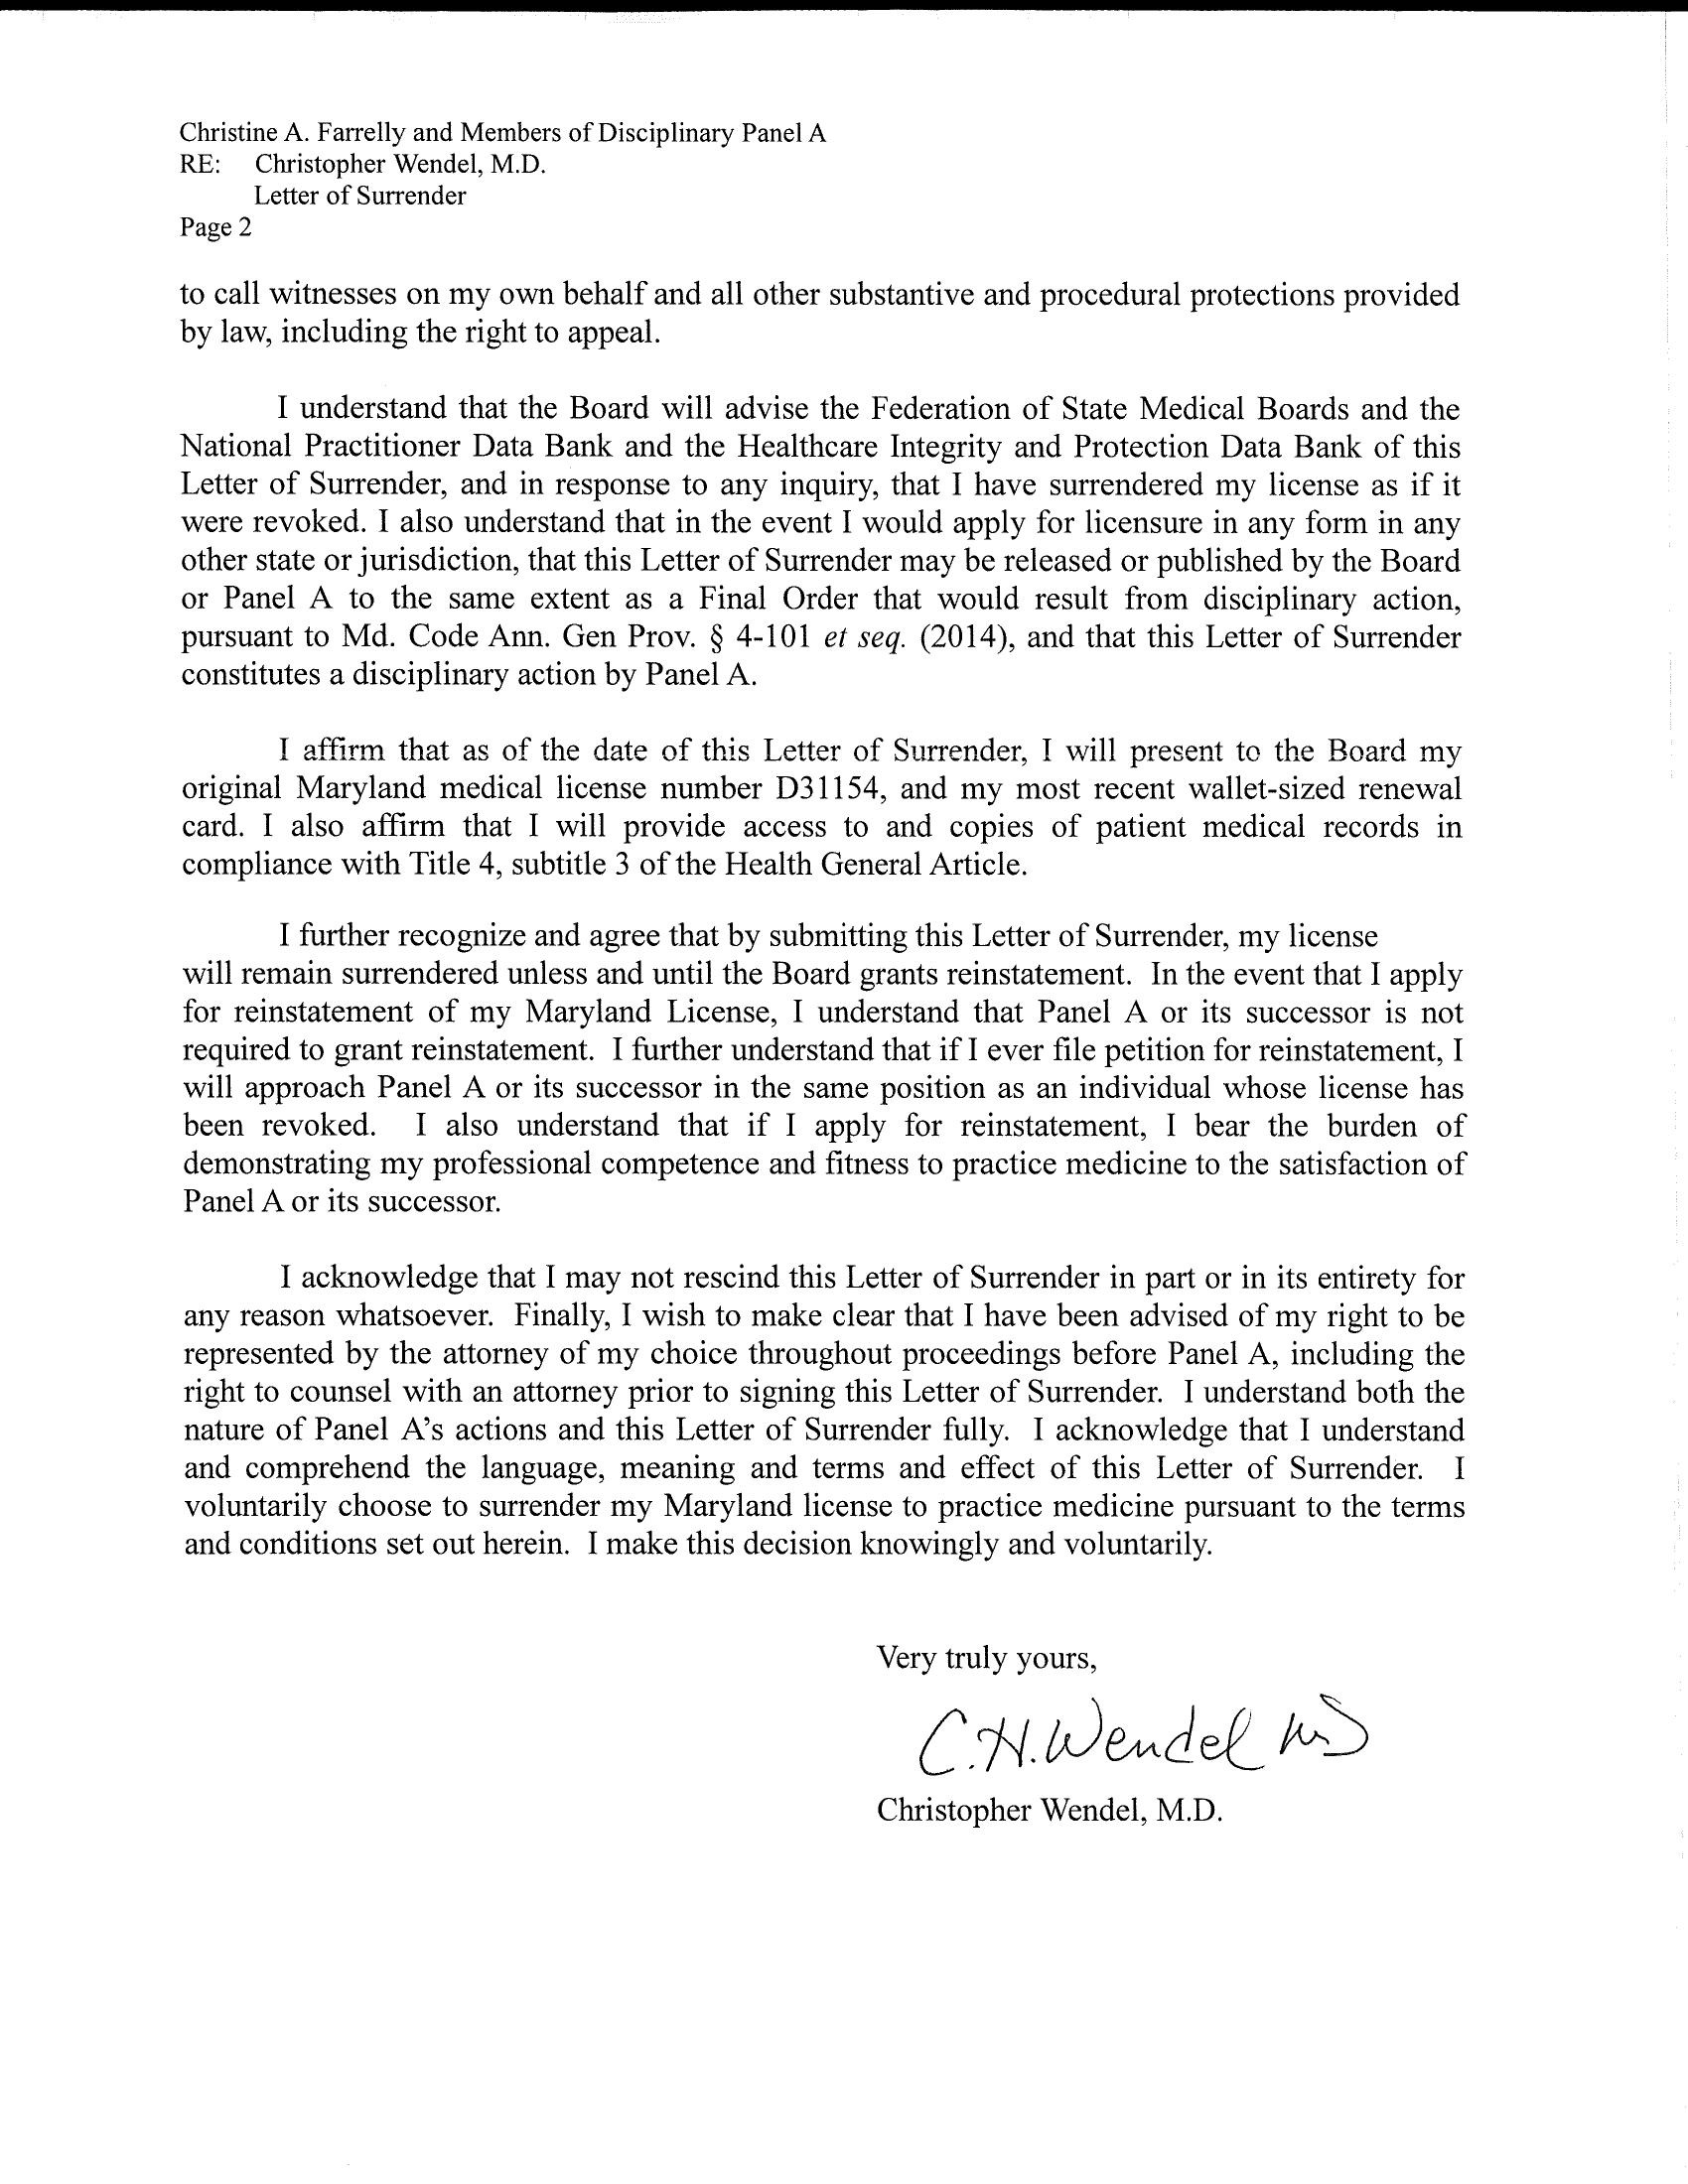 Christine A. Farrelly and Members of Disciplinary Panel A
RE: Christopher Wendel, M.D.
Letter of Surrender
Page 2
to call witnesses on my own behalf and all other substantive and procedural protections provided
by law, including the right to appeal.
I understand that the Board will advise the Federation of State Medical Boards and the
National Practitioner Data Bank and the Healthcare Integrity and Protection Data Bank of this
Letter of Surrender, and in response to any inquiry, that I have surrendered my license as if it
were revoked. I also understand that in the event I would apply for licensure in any form in any
other state or jurisdiction, that this Letter of Surrender may be released or published by the Board
or Panel A to the same extent as a Final Order that would result from disciplinary action,
pursuant to Md. Code Ann. Gen Prov. § 4-101 et seq. (2014), and that this Letter of Surrender
constitutes a disciplinary action by Panel A.
I affirm that as of the date of this Letter of Surrender, I will present to the Board my
original Maryland medical license number D31154, and my most recent wallet-sized renewal
card. I also affirm that I will provide access to and copies of patient medical records in
compliance with Title 4, subtitle 3 of the Health General Article.
I further recognize and agree that by submitting this Letter of Surrender, my license
will remain surrendered unless and until the Board grants reinstatement. In the event that I apply
for reinstatement of my Maryland License, I understand that Panel A or its successor is not
required to grant reinstatement. I further understand that if I ever file petition for reinstatement, I
will approach Panel A or its successor in the same position as an individual whose license has
been revoked. I also understand that if I apply for reinstatement, I bear the burden of
demonstrating my professional competence and fitness to practice medicine to the satisfaction of
Panel A or its successor.
I acknowledge that I may not rescind this Letter of Surrender in part or in its entirety for
any reason whatsoever. Finally, I wish to make clear that I have been advised of my right to be
represented by the attorney of my choice throughout proceedings before Panel A, including the
right to counsel with an attorney prior to signing this Letter of Surrender. I understand both the
nature of Panel A's actions and this Letter of Surrender fully. I acknowledge that I understand
and comprehend the language, meaning and terms and effect of this Letter of Surrender. I
voluntarily choose to surrender my Maryland license to practice medicine pursuant to the terms
and conditions set out herein. I make this decision knowingly and voluntarily.
Very truly yours,
C.H. Wendel MD
Christopher Wendel, M.D.